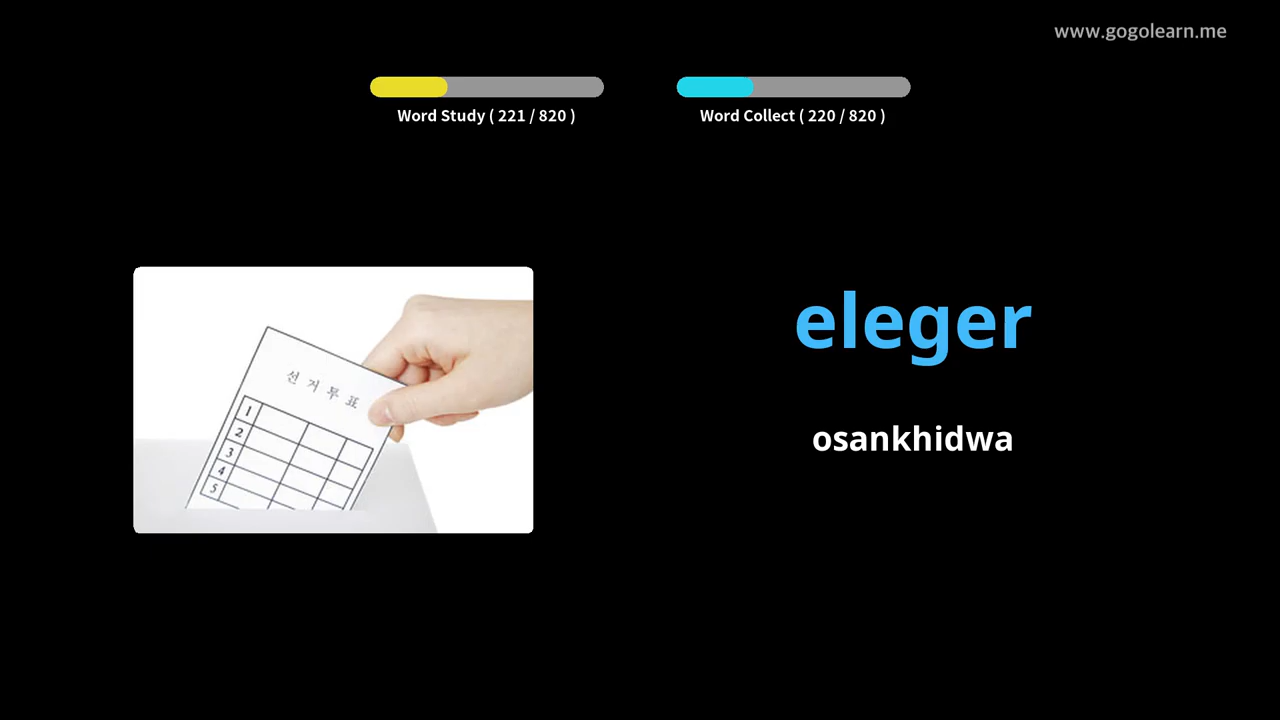 www.gogolearn.me
Word Study ( 221 / 820 )
Word Collect ( 220 / 820 )
선거투표
1
2
3
4
5
eleger
osankhidwa